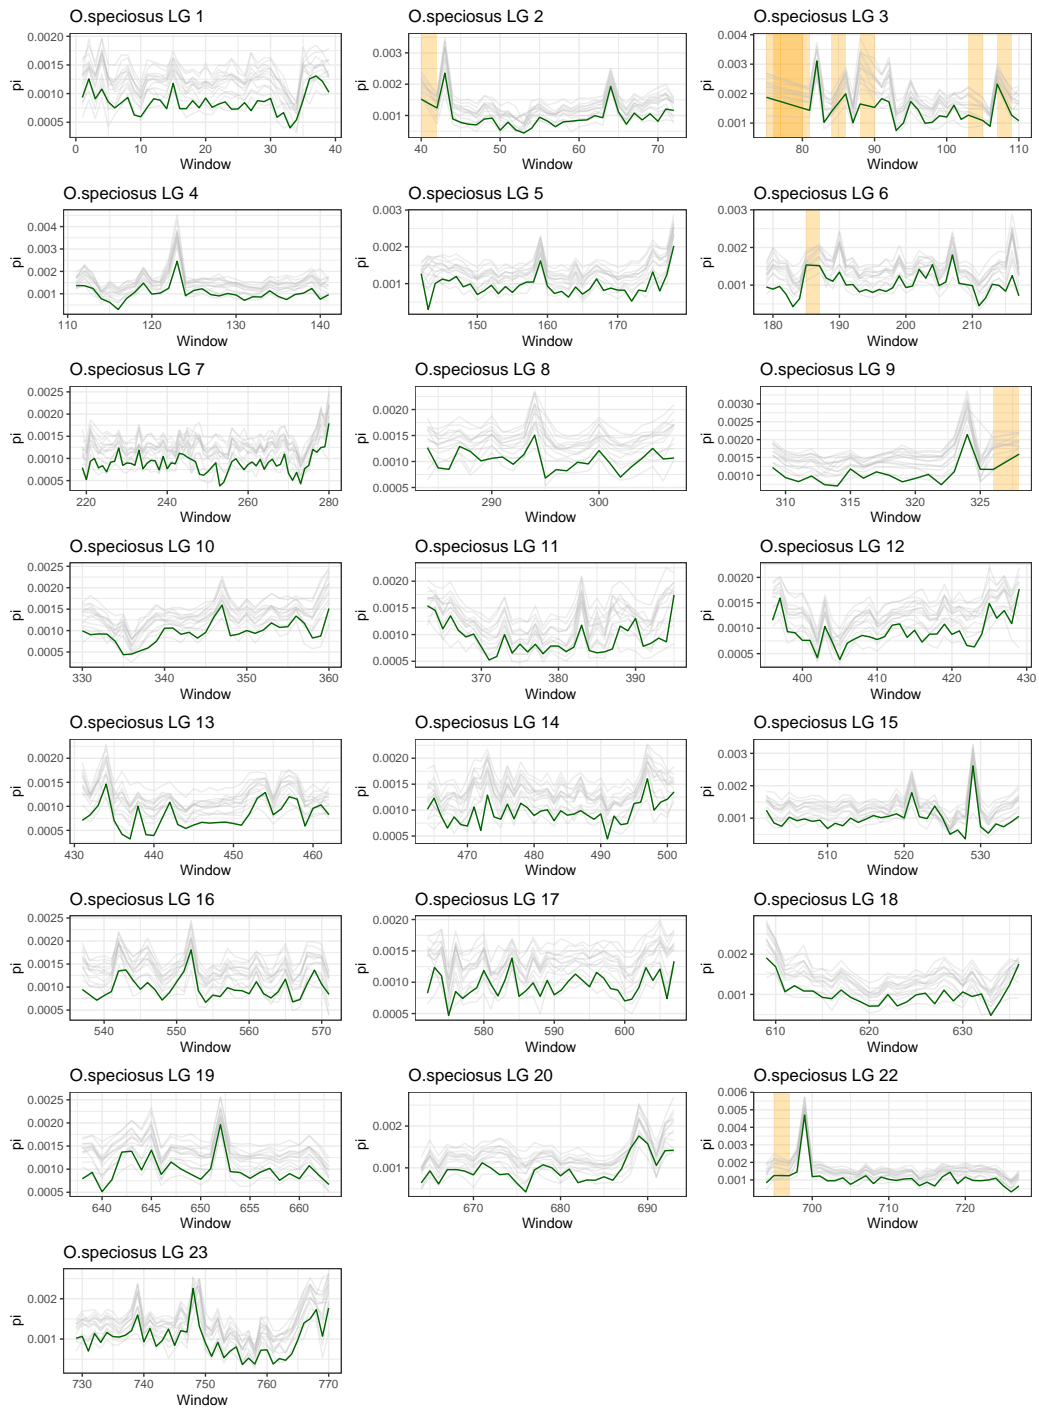 O.speciosus LG 1
O.speciosus LG 2
O.speciosus LG 3
0.0020
0.0015
0.0010
0.0005
pi
0 10 20 30 40
Window
0.003
0.002
0.001
pi
40 50 60 70
Window
0.004
0.003
0.002
0.001
pi
80 90 100 110
Window
O.speciosus LG 4
O.speciosus LG 5
O.speciosus LG 6
0.004
0.003
0.002
0.001
pi
110 120 130 140
Window
0.003
0.002
0.001
pi
150 160 170
Window
0.003
0.002
0.001
pi
180 190 200 210
Window
O.speciosus LG 7
O.speciosus LG 8
O.speciosus LG 9
0.0025
0.0020
0.0015
0.0010
0.0005
pi
220 240 260 280
Window
0.0020
0.0015
0.0010
0.0005
pi
290 300
Window
0.0030
0.0020
0.0015
0.0010
pi
310 315 320 325
Window
O.speciosus LG 10
O.speciosus LG 11
O.speciosus LG 12
0.0025
0.0020
0.0015
0.0010
0.0005
pi
330 340 350 360
Window
0.0020
0.0015
0.0010
0.0005
pi
370 380 390
Window
0.0020
0.0015
0.0010
0.0005
pi
400 410 420 430
Window
O.speciosus LG 13
O.speciosus LG 14
O.speciosus LG 15
0.0020
0.0015
0.0010
0.0005
pi
430 440 450 460
Window
0.0020
0.0015
0.0010
0.0005
pi
470 480 490 500
Window
0.003
0.002
0.001
pi
510 520 530
Window
O.speciosus LG 16
O.speciosus LG 17
O.speciosus LG 18
0.0025
0.0020
0.0015
0.0010
0.0005
pi
540 550 560 570
Window
0.0020
0.0015
0.0010
0.0005
pi
580 590 600
Window
0.002
0.001
pi
610 620 630
Window
O.speciosus LG 19
O.speciosus LG 20
O.speciosus LG 22
0.0025
0.0020
0.0015
0.0010
0.0005
pi
640 645 650 655 660
Window
0.002
0.001
pi
670 680 690
Window
0.006
0.005
0.004
0.003
0.002
0.001
pi
700 710 720
Window
O.speciosus LG 23
0.002
0.001
pi
730 740 750 760 770
Window